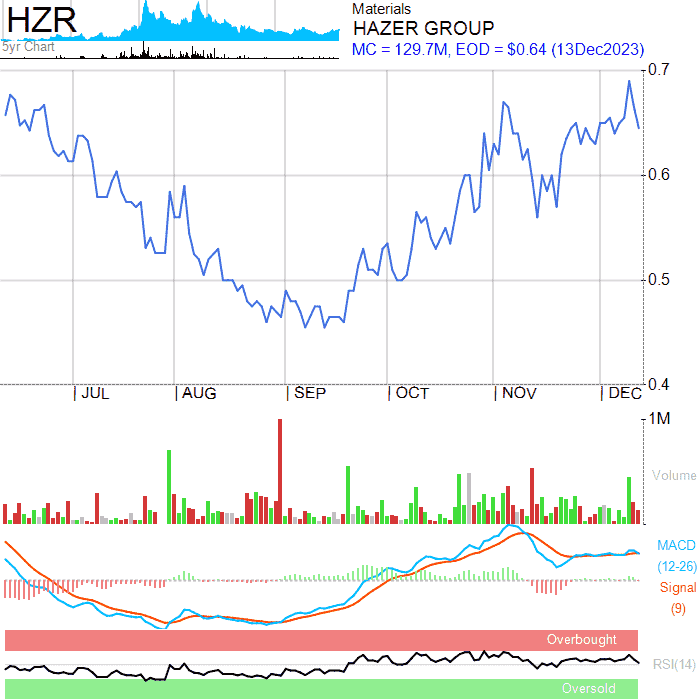 HZR
5yr Chart
Materials
HAZER GROUP
MC = 129.7M, EOD = $0.64 (13Dec2023)
0.7
0.6
0.5
0.4
JUL AUG SEP OCT NOV DEC
1M
Volume
MACD
(12-26)
Signal
(9)
Overbought
RSI(14)
Oversold